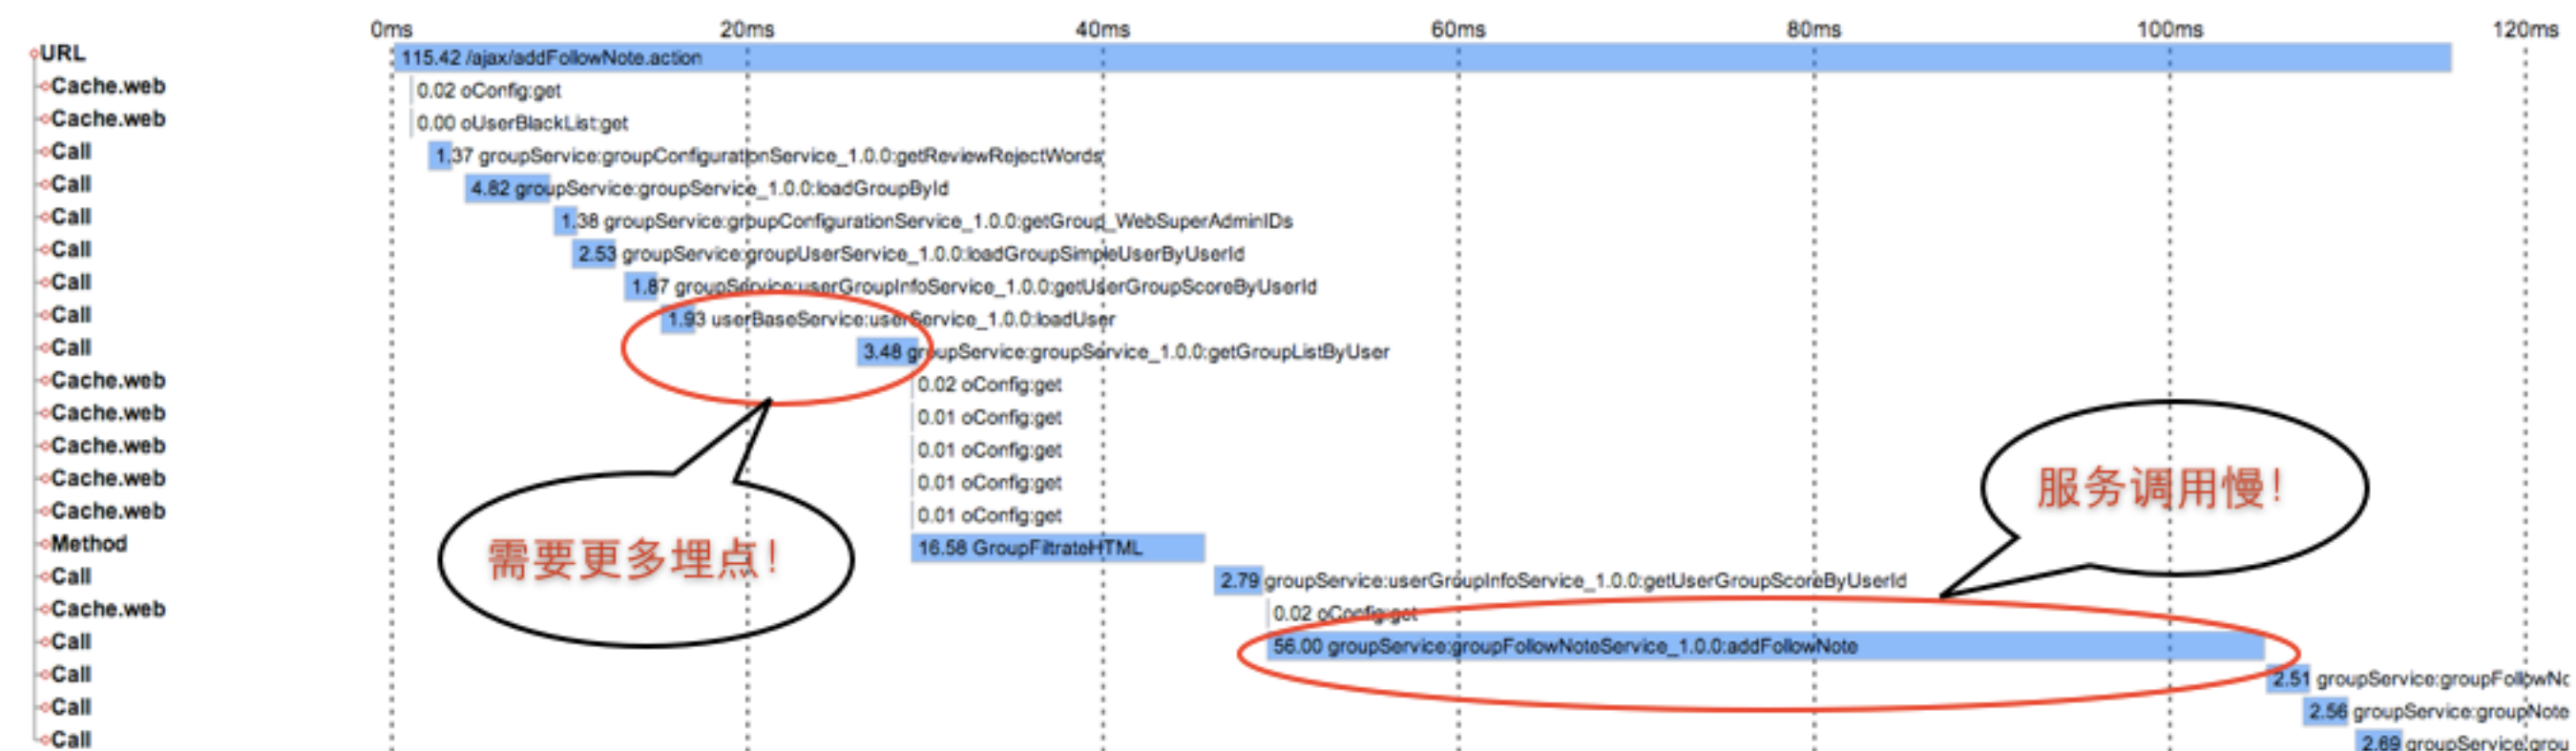 0ms 20ms 40ms 60ms 80ms 100ms 120ms
URL 115.42 /ajax/addFollowNote.action
Cache.web 0.02 oConfig:get
Cache.web 0.00 oUserBlackList:get
Call 1.37 groupService:groupConfigurationService_1.0.0:getReviewRejectWords
Call 4.82 groupService:groupService_1.0.0:loadGroupById
Call 1.38 groupService:groupConfigurationService_1.0.0:getGroup_WebSuperAdminIDs
Call 2.53 groupService:groupUserService_1.0.0:loadGroupSimpleUserByUserId
Call 1.87 groupService:userGroupInfoService_1.0.0:getUserGroupScoreByUserId
Call 1.93 userBaseService:userService_1.0.0:loadUser
Call 3.48 groupService:groupService_1.0.0:getGroupListByUser
Cache.web 0.02 oConfig:get
Cache.web 0.01 oConfig:get
Cache.web 0.01 oConfig:get
Cache.web 0.01 oConfig:get
Cache.web 0.01 oConfig:get
Method 16.58 GroupFiltrateHTML
Call 2.79 groupService:userGroupInfoService_1.0.0:getUserGroupScoreByUserId
Cache.web 0.02 oConfig:get
Call 56.00 groupService:groupFollowNoteService_1.0.0:addFollowNote
Call 2.51 groupService:groupFollowNo
Call 2.56 groupService:groupNote
Call 2.69 groupService:grou
需要更多埋点！
服务调用慢！